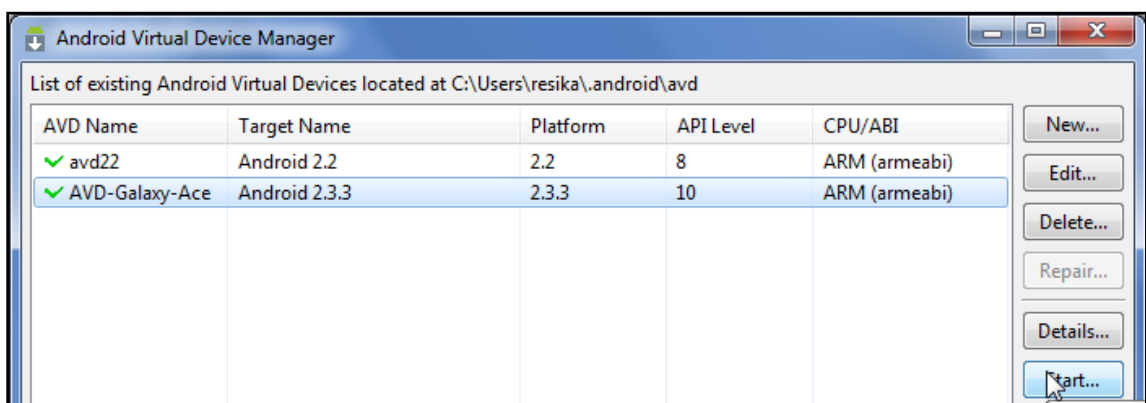 Android Virtual Device Manager
List of existing Android Virtual Devices located at C:\Users\resika\.android\avd
AVD Name Target Name Platform API Level CPU/ABI
avd22 Android 2.2 2.2 8 ARM (armeabi)
AVD-Galaxy-Ace Android 2.3.3 2.3.3 10 ARM (armeabi)
New...
Edit...
Delete...
Repair...
Details...
Start...